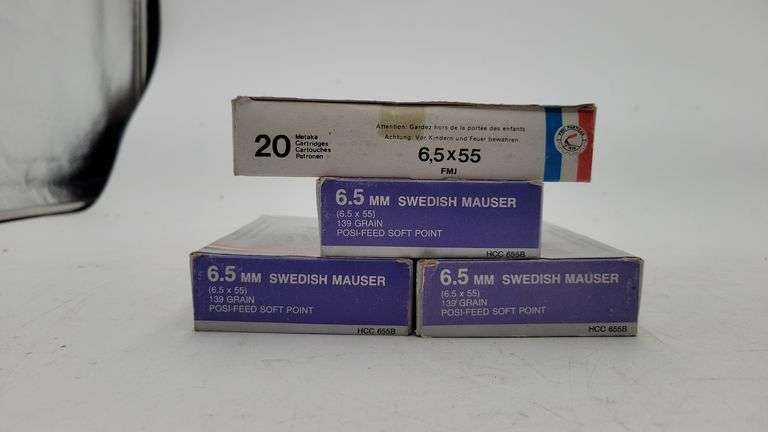 20 Metake
Cartridges
Cartouches
Patronen
Attention: Gardez hors de la portée des enfants
Achtung: Vor Kindern und Feuer bewahren
6,5x55
FMJ
6.5 MM SWEDISH MAUSER
(6.5 x 55)
139 GRAIN
POSI-FEED SOFT POINT
HCC 655B
6.5 MM SWEDISH MAUSER
(6.5 x 55)
139 GRAIN
POSI-FEED SOFT POINT
HCC 655B
6.5 MM SWEDISH MAUSER
(6.5 x 55)
139 GRAIN
POSI-FEED SOFT POINT
HCC 655B